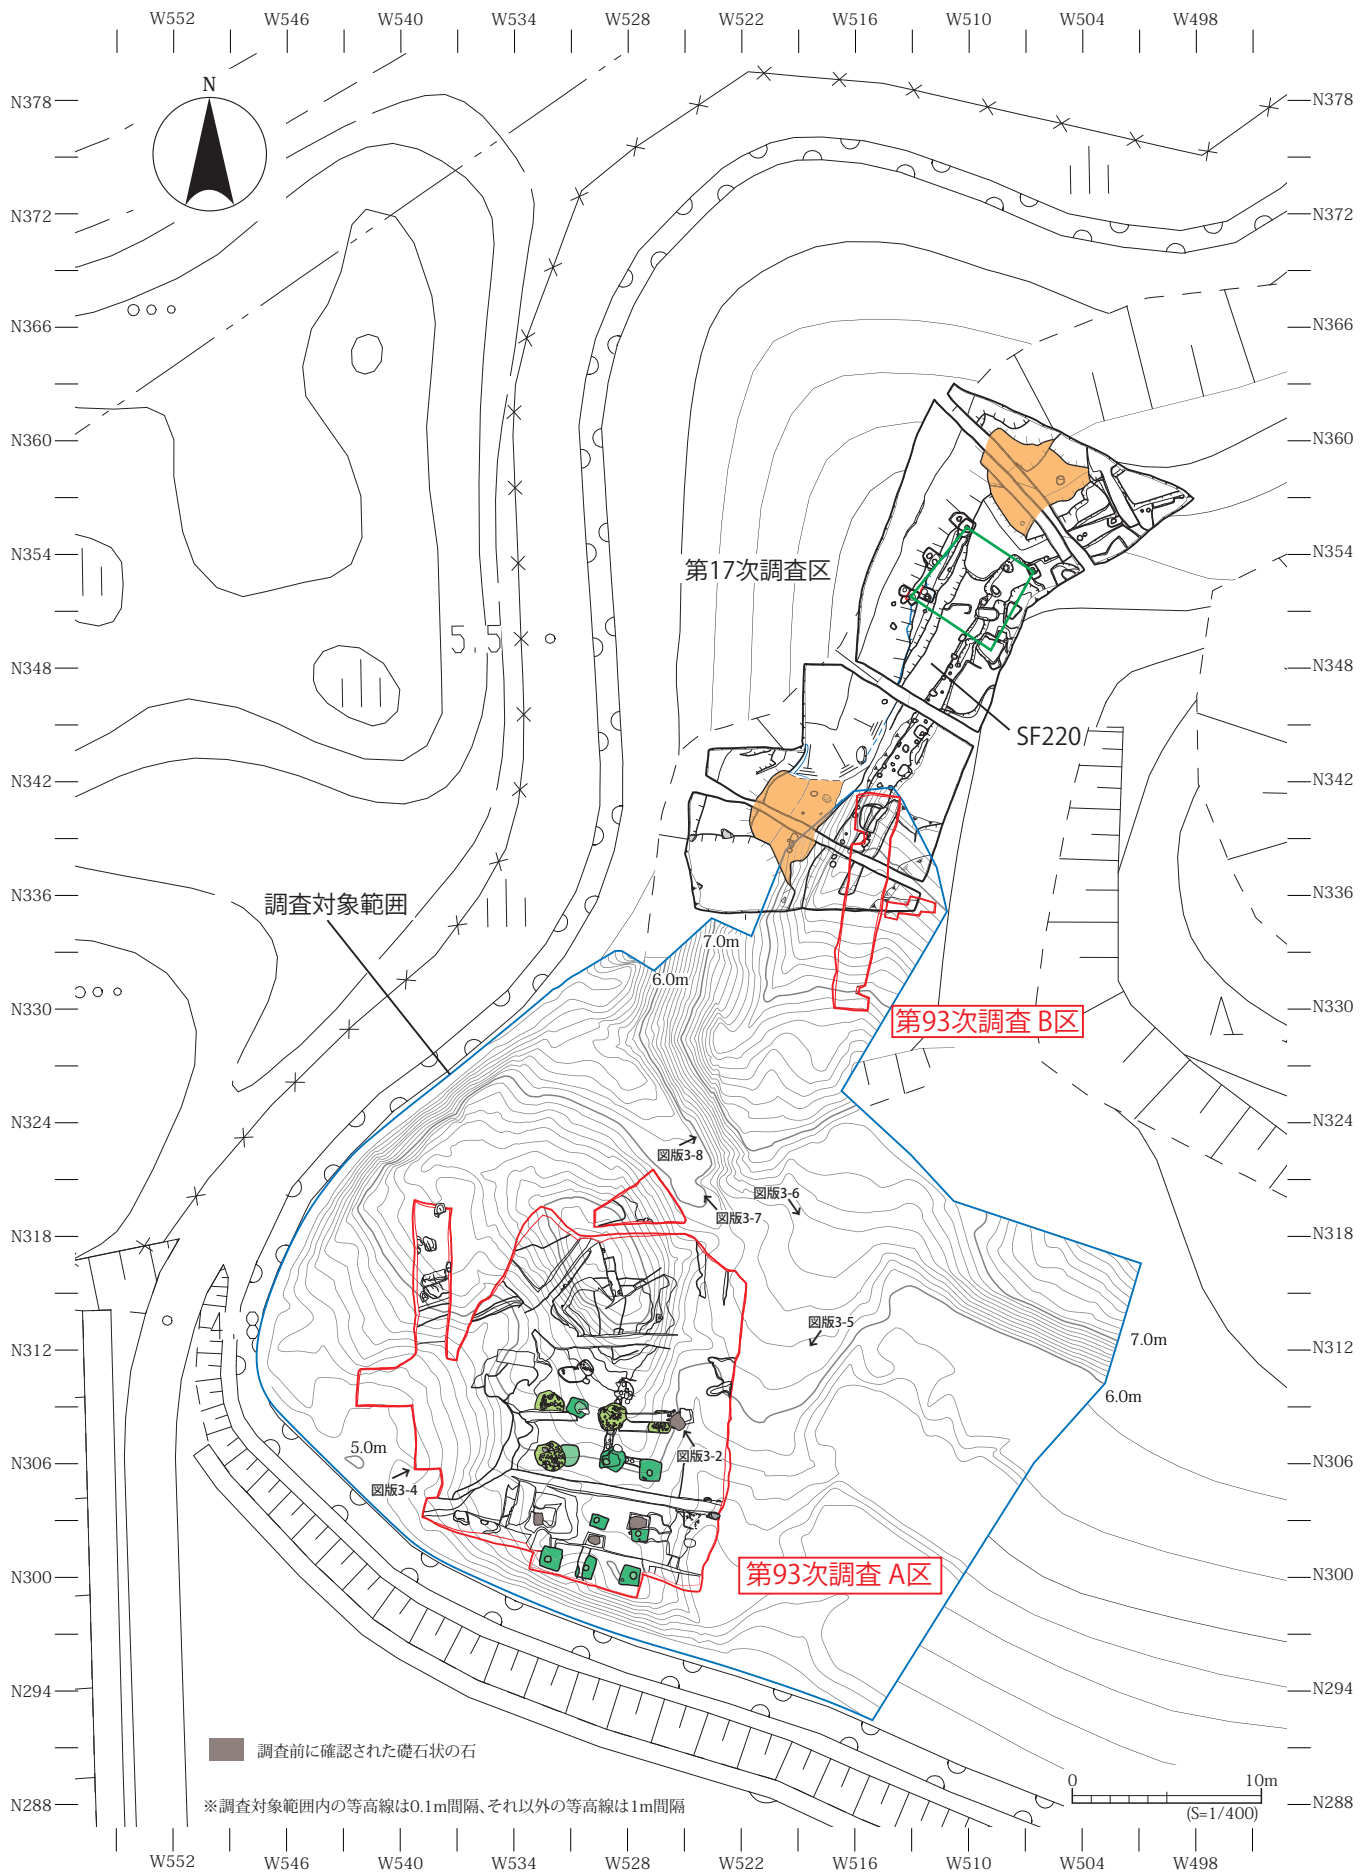 W552 W546 W540 W534 W528 W522 W516 W510 W504 W498
N
N378 N378
N372 N372
N366 N366
N360 N360
N354 N354
第17次調査区
5.5
N348 N348
SF220
N342 N342
N336 N336
調査対象範囲
7.0m
6.0m
N330 N330
第93次調査 B区
N324 N324
図版3-8
図版3-6
図版3-7
N318 N318
図版3-5
7.0m
N312 N312
6.0m
5.0m
図版3-2
N306 N306
図版3-4
第93次調査 A区
N300 N300
N294 N294
調査前に確認された礎石状の石
0 10m
※調査対象範囲内の等高線は0.1m間隔、それ以外の等高線は1m間隔
N288 N288
(S=1/400)
W552 W546 W540 W534 W528 W522 W516 W510 W504 W498